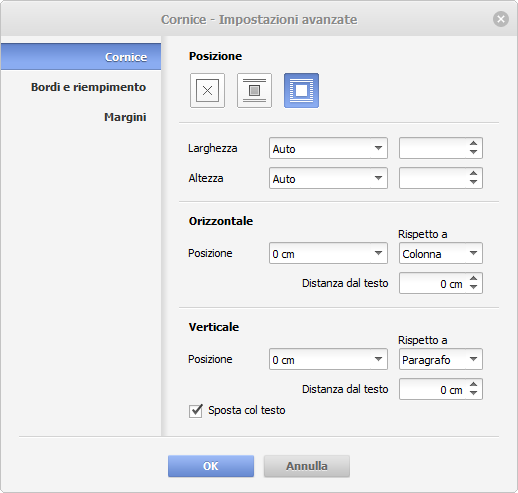 Cornice - Impostazioni avanzate
Cornice
Bordi e riempimento
Margini
Posizione
Larghezza Auto
Altezza Auto
Orizzontale
Rispetto a
Posizione 0 cm Colonna
Distanza dal testo 0 cm
Verticale
Rispetto a
Posizione 0 cm Paragrafo
Distanza dal testo 0 cm
Sposta col testo
OK Annulla